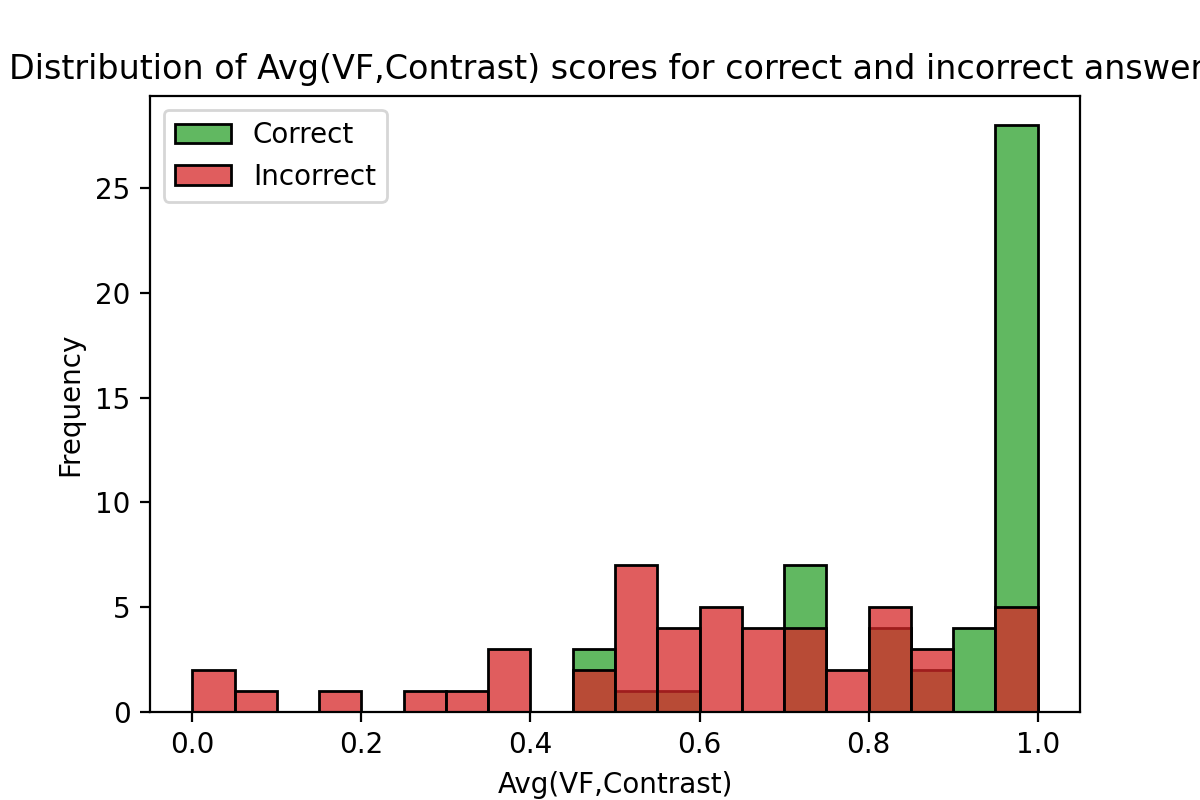 Distribution of Avg(VF,Contrast) scores for correct and incorrect answer
Correct
Incorrect
25
20
15
10
5
0
Frequency
0.0 0.2 0.4 0.6 0.8 1.0
Avg(VF,Contrast)